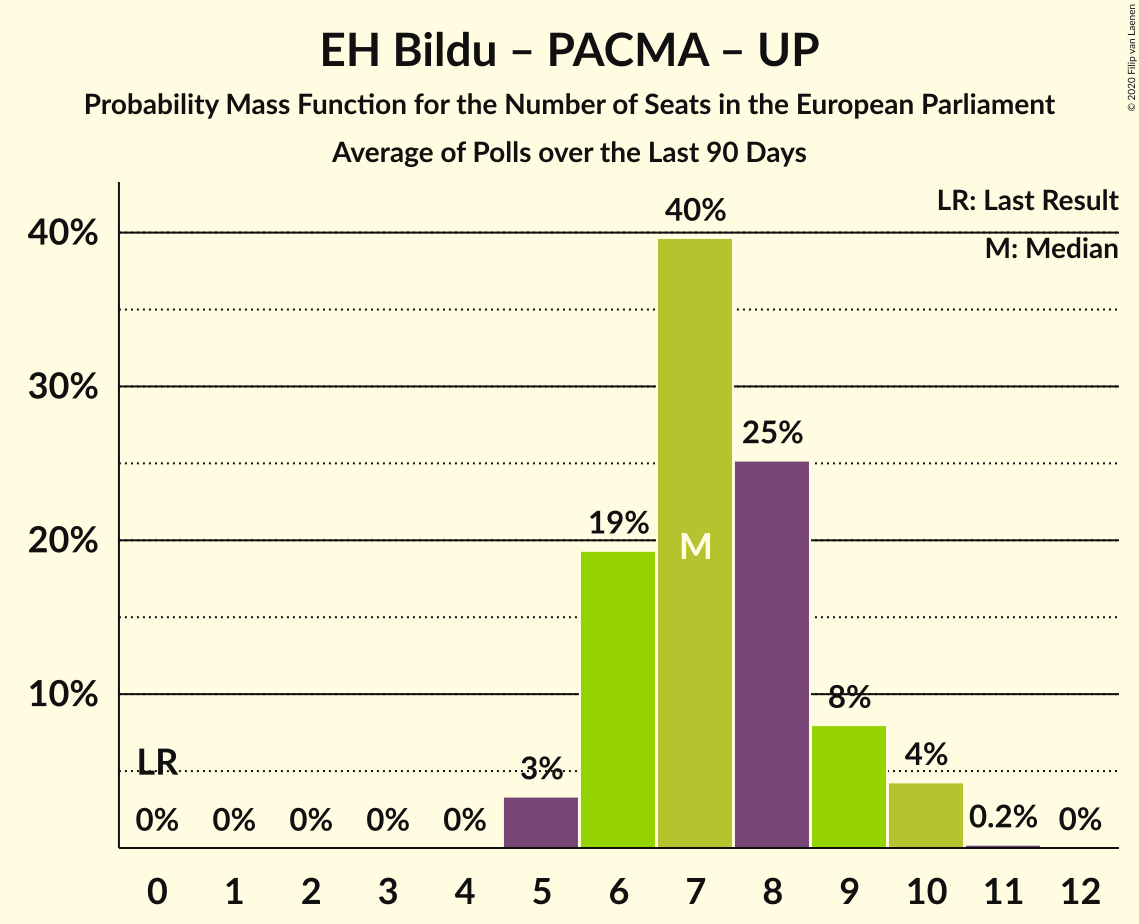 EH Bildu – PACMA – UP
Probability Mass Function for the Number of Seats in the European Parliament
Average of Polls over the Last 90 Days
© 2020 Filip van Laenen
LR: Last Result
M: Median
40%
30%
20%
10%
LR
0%
0%
0%
0%
0%
3%
19%
40%
M
25%
8%
4%
0.2%
0%
0 1 2 3 4 5 6 7 8 9 10 11 12